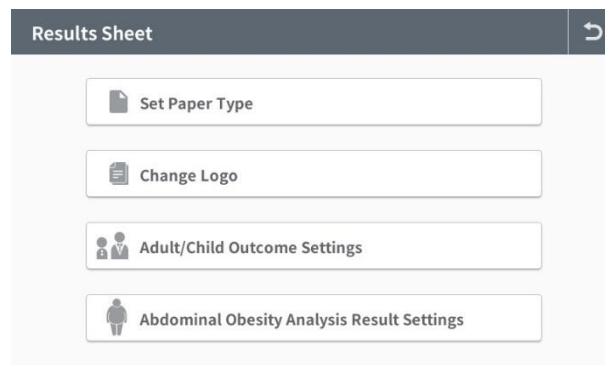 Results Sheet
Set Paper Type
Change Logo
Adult/Child Outcome Settings
Abdominal Obesity Analysis Result Settings